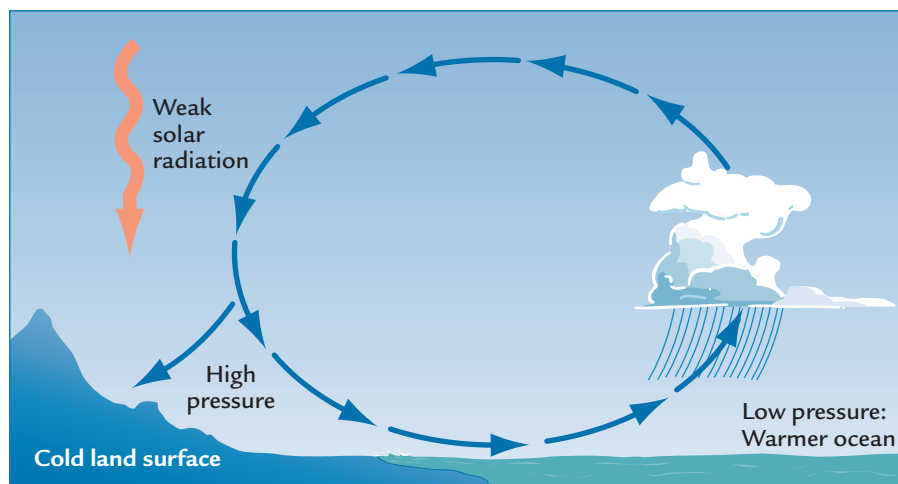 Weak
solar
radiation
High
pressure
Low pressure:
Warmer ocean
Cold land surface